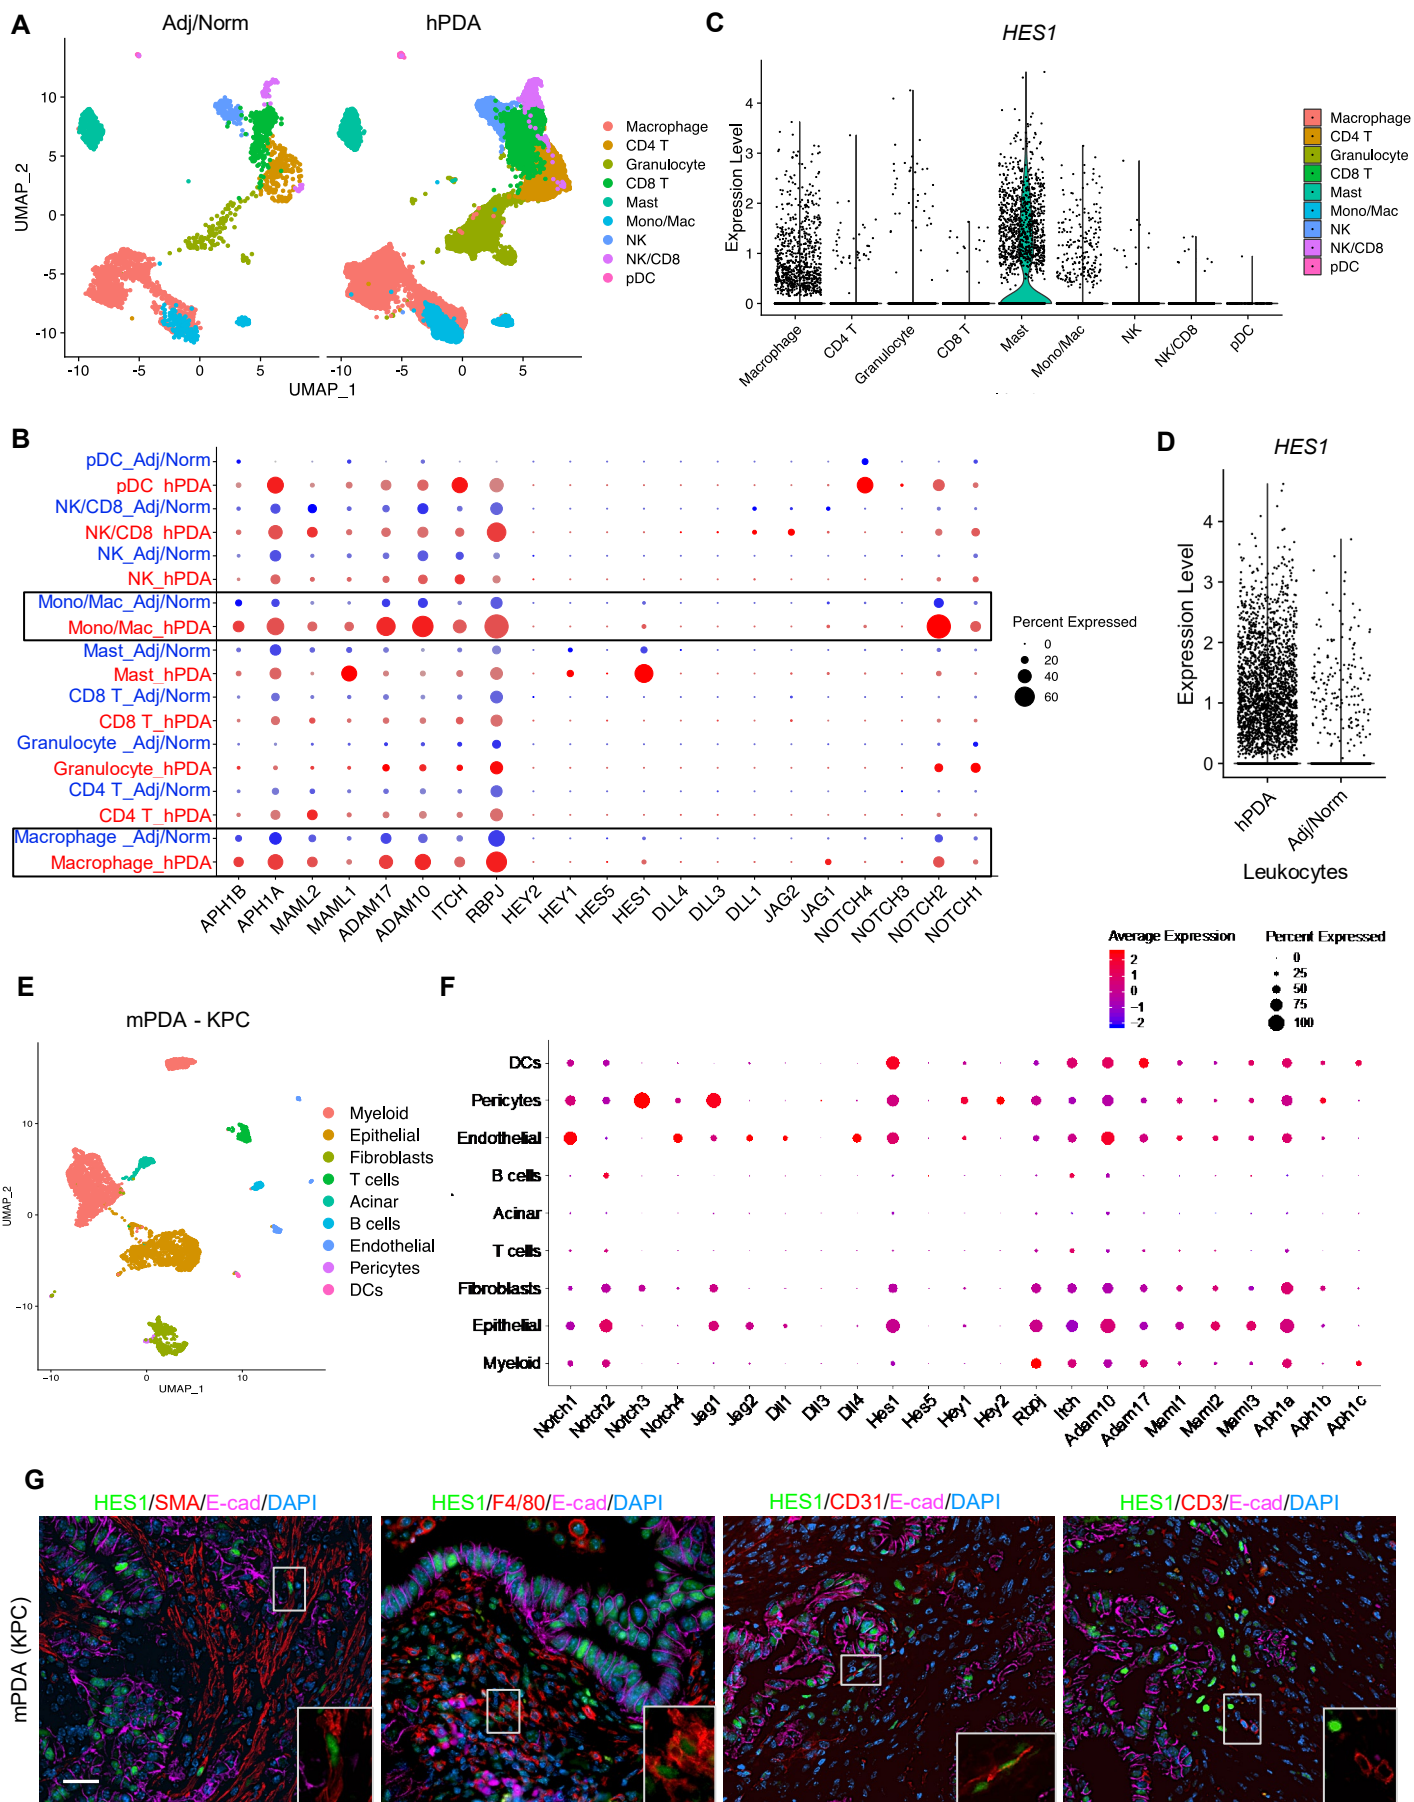 A
Adj/Norm
hPDA
UMAP_2
10
5
0
-5
-10
-10
-5
0
5
-10
-5
0
5
UMAP_1
Macrophage
CD4 T
Granulocyte
CD8 T
Mast
Mono/Mac
NK
NK/CD8
pDC
C
HES1
Expression Level
4
3
2
1
0
Macrophage
CD4 T
Granulocyte
CD8 T
Mast
Mono/Mac
NK
NK/CD8
pDC
Macrophage
CD4 T
Granulocyte
CD8 T
Mast
Mono/Mac
NK
NK/CD8
pDC
B
pDC_Adj/Norm
pDC hPDA
NK/CD8_Adj/Norm
NK/CD8 hPDA
NK_Adj/Norm
NK_hPDA
Mono/Mac_Adj/Norm
Mono/Mac_hPDA
Mast_Adj/Norm
Mast_hPDA
CD8 T_Adj/Norm
CD8 T_hPDA
Granulocyte _Adj/Norm
Granulocyte_hPDA
CD4 T_Adj/Norm
CD4 T_hPDA
Macrophage _Adj/Norm
Macrophage_hPDA
APH1B
APH1A
MAML2
MAML1
ADAM17
ADAM10
ITCH
RBPJ
HEY2
HEY1
HES5
HES1
DLL4
DLL3
DLL1
JAG2
JAG1
NOTCH4
NOTCH3
NOTCH2
NOTCH1
Percent Expressed
0
20
40
60
D
HES1
Expression Level
4
3
2
1
0
hPDA
Adj/Norm
Leukocytes
E
mPDA - KPC
UMAP_2
10
0
-10
-10
0
10
UMAP_1
Myeloid
Epithelial
Fibroblasts
T cells
Acinar
B cells
Endothelial
Pericytes
DCs
F
Average Expression
2
1
0
-1
-2
Percent Expressed
0
25
50
75
100
DCs
Pericytes
Endothelial
B cells
Acinar
T cells
Fibroblasts
Epithelial
Myeloid
Notch1
Notch2
Notch3
Notch4
Jag1
Jag2
Dll1
Dll3
Dll4
Hes1
Hes5
Hey1
Hey2
Rbpj
Itch
Adam10
Adam17
Maml1
Maml2
Maml3
Aph1a
Aph1b
Aph1c
G
HES1/SMA/E-cad/DAPI
HES1/F4/80/E-cad/DAPI
HES1/CD31/E-cad/DAPI
HES1/CD3/E-cad/DAPI
mPDA (KPC)